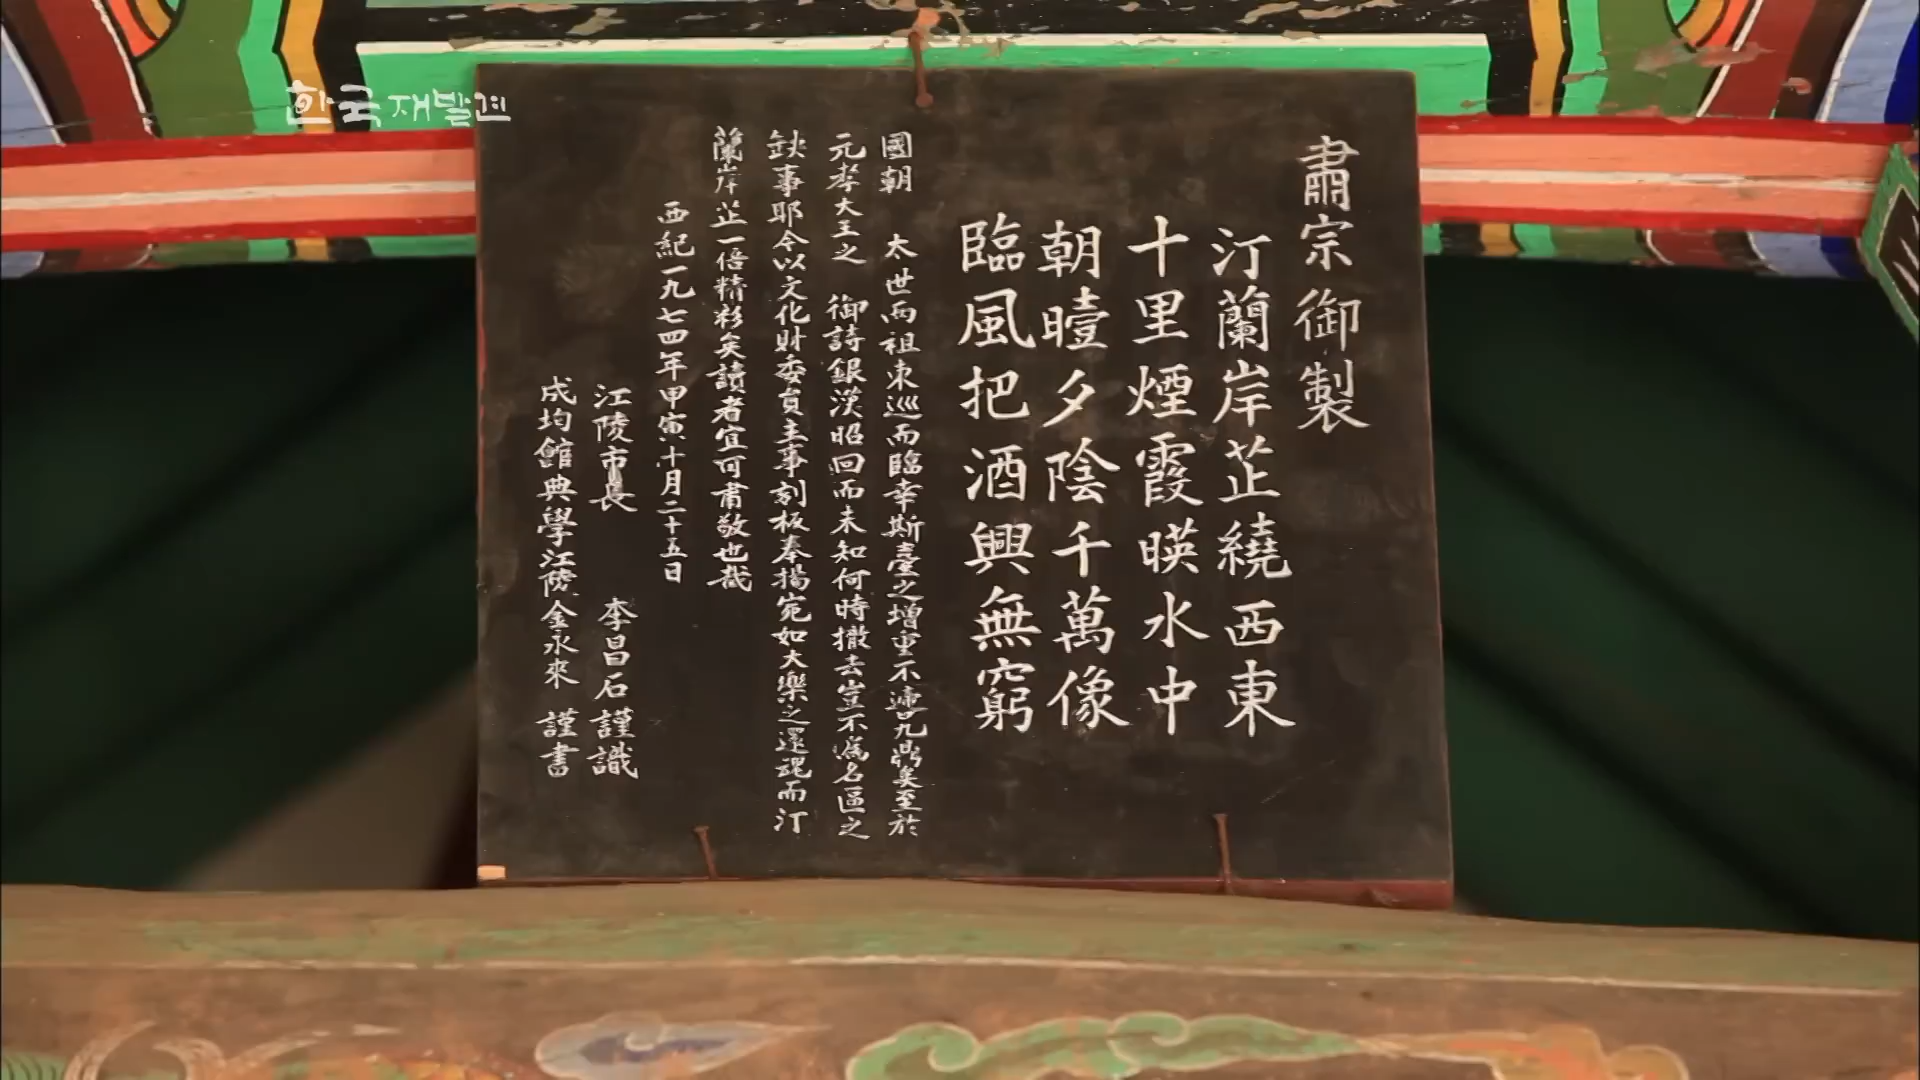 한국 재발견
肅宗御製
汀蘭岸芷繞西東
十里煙霞暎水中
朝曀夕陰千萬像
臨風把酒興無窮
國朝 太世兩祖東巡而臨幸斯臺之增重不啻九鼎矣至於
元孝大王之 御詩銀漢昭回而未知何時撤去豈不為名區之
缺事耶今以文化財委員主事刻板奉揭宛如大樂之還魂而汀
蘭岸芷一倍精彩矣讀者宜可肅敬也哉
西紀一九七四年甲寅十月二十五日
江陵市長 李昌石 謹識
成均館典學江陵金永來 謹書